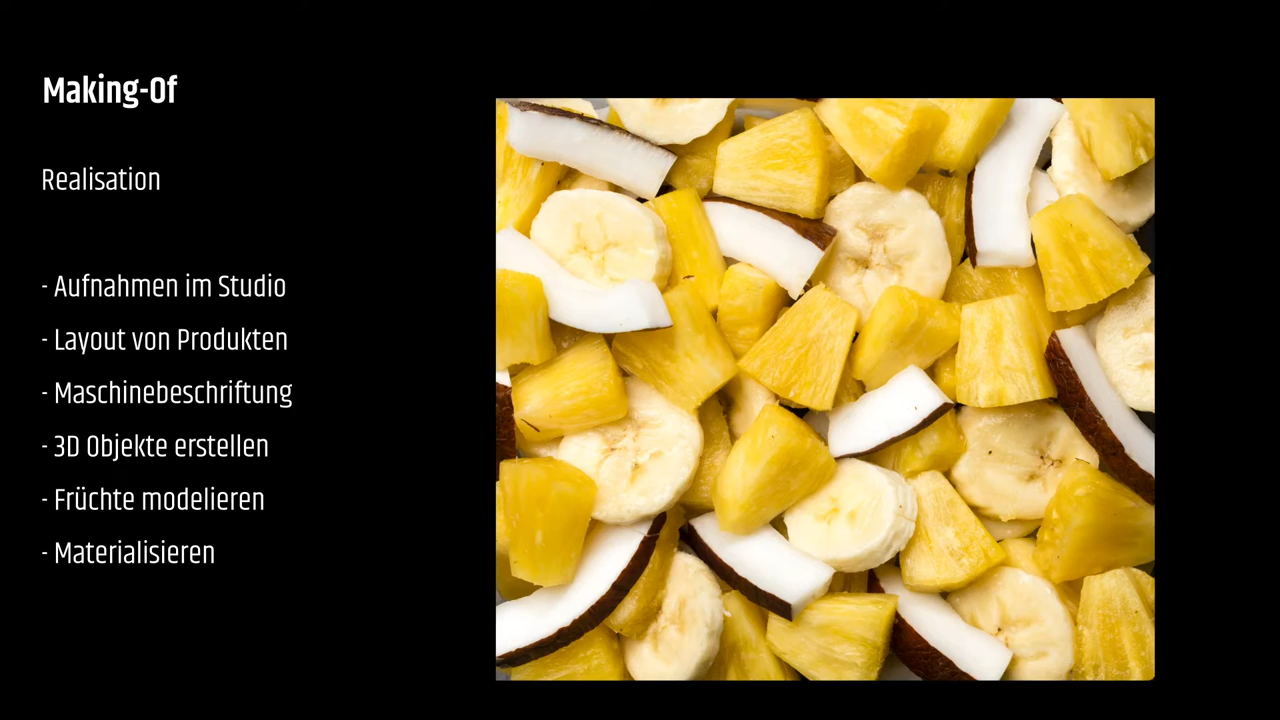 Making-Of
Realisation
- Aufnahmen im Studio
- Layout von Produkten
- Maschinebeschriftung
- 3D Objekte erstellen
- Früchte modelieren
- Materialisieren